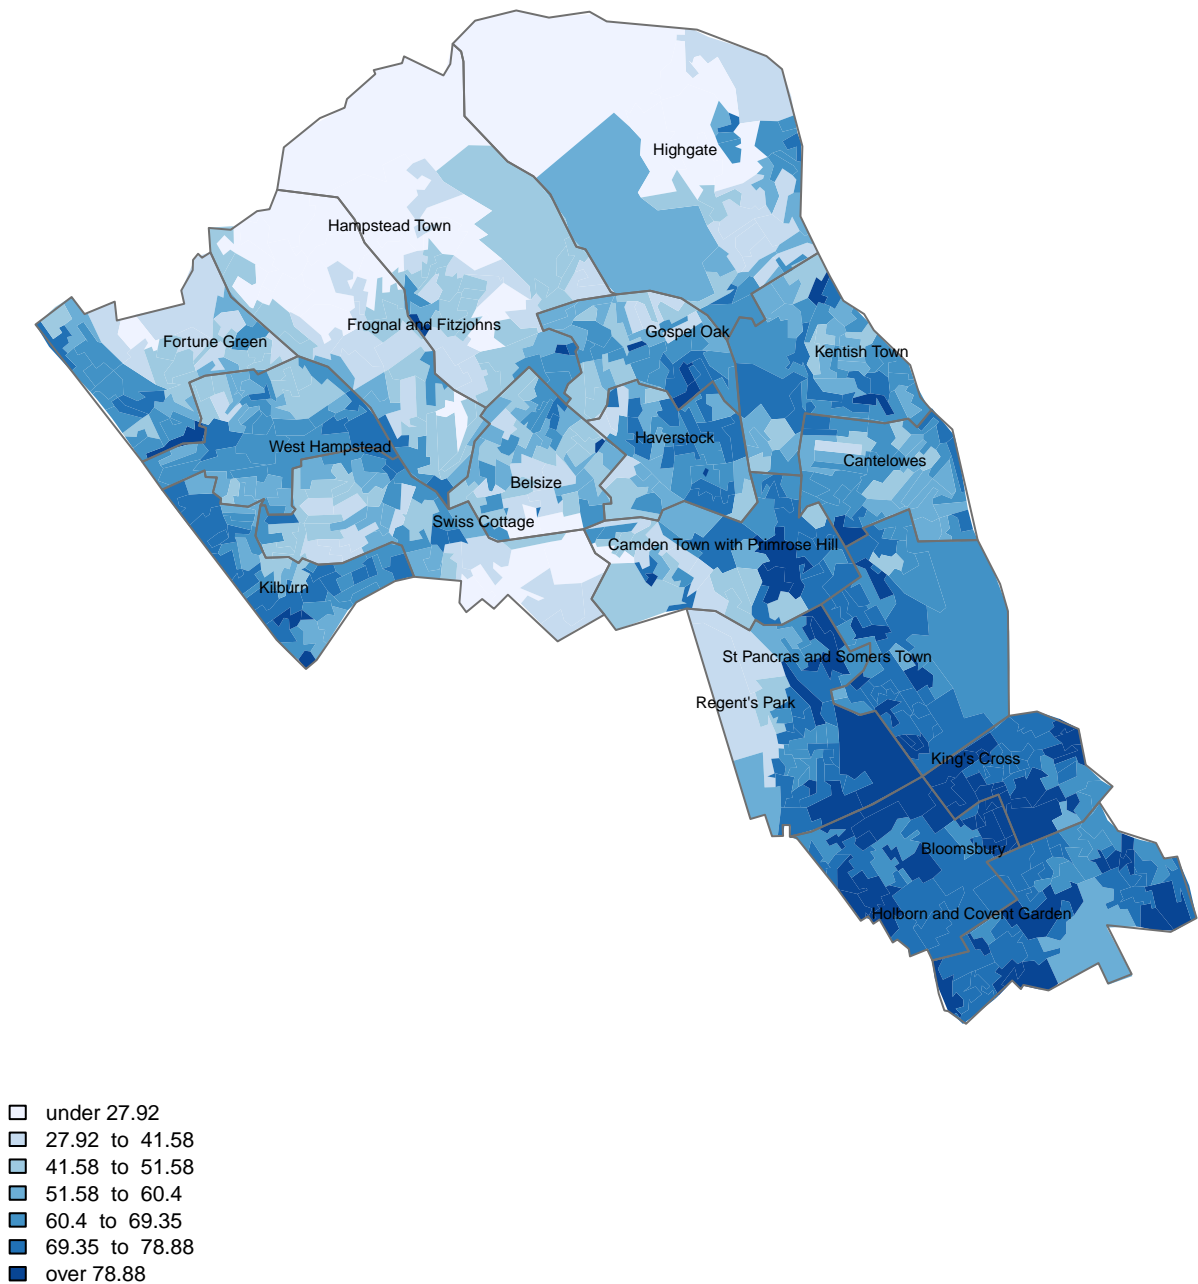 Highgate
Hampstead Town
Frognal and Fitzjohns
Gospel Oak
Fortune Green
Kentish Town
Haverstock
West Hampstead
Cantelowes
Belsize
Swiss Cottage
Camden Town with Primrose Hill
Kilburn
St Pancras and Somers Town
Regent's Park
King's Cross
Bloomsbury
Holborn and Covent Garden
under 27.92
27.92 to 41.58
41.58 to 51.58
51.58 to 60.4
60.4 to 69.35
69.35 to 78.88
over 78.88